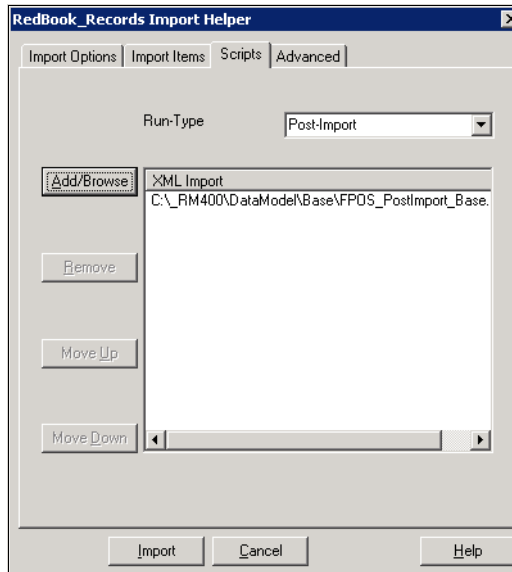 RedBook_Records Import Helper
Import Options Import Items Scripts Advanced
Run-Type Post-Import
Add/Browse XML Import
C:\_RM400\DataModel\Base\FPOS_PostImport_Base.
Remove
Move Up
Move Down
Import Cancel Help